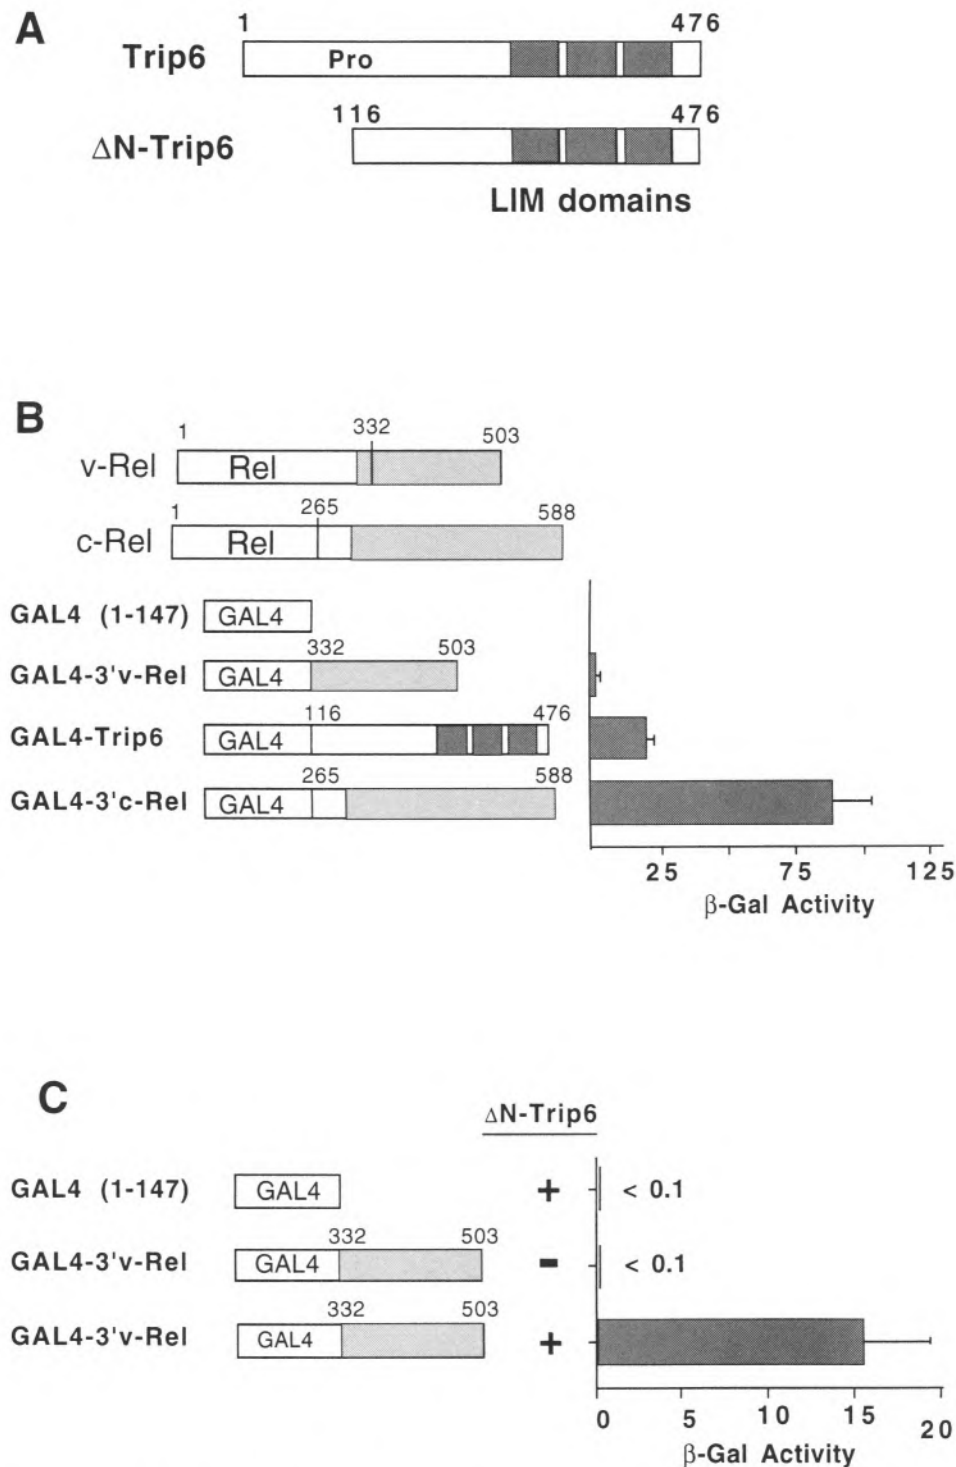 A
1 476
Trip6 Pro
116 476
ΔN-Trip6
LIM domains
B
1 332 503
v-Rel Rel
1 265 588
c-Rel Rel
GAL4 (1-147) GAL4
332 503
GAL4-3'v-Rel GAL4
116 476
GAL4-Trip6 GAL4
265 588
GAL4-3'c-Rel GAL4
25 75 125
β-Gal Activity
C
ΔN-Trip6
GAL4 (1-147) GAL4 + < 0.1
332 503
GAL4-3'v-Rel GAL4 - < 0.1
332 503
GAL4-3'v-Rel GAL4 +
0 5 10 15 20
β-Gal Activity